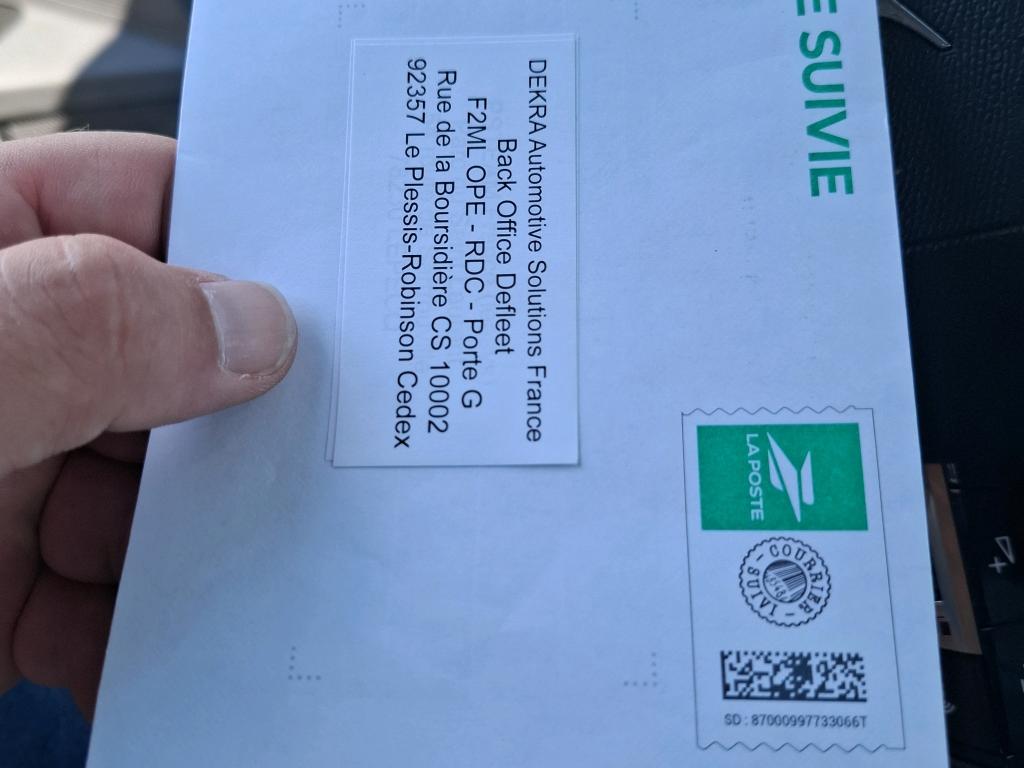 E SUIVIE
DEKRA Automotive Solutions France
Back Office Defleet
F2ML OPE - RDC - Porte G
Rue de la Boursidière CS 10002
92357 Le Plessis-Robinson Cedex
LA POSTE
COURRIER - SUIVI -
SD : 87000997733066T